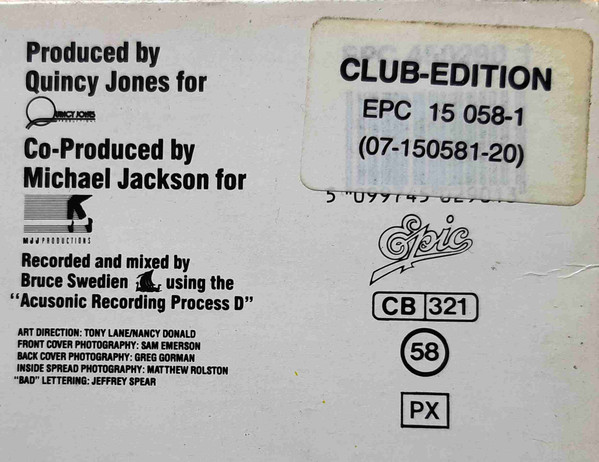 Produced by
Quincy Jones for
QUINCY JONES
PRODUCTIONS
Co-Produced by
Michael Jackson for
MJJ PRODUCTIONS
Recorded and mixed by
Bruce Swedien using the
"Acusonic Recording Process D"
ART DIRECTION: TONY LANE/NANCY DONALD
FRONT COVER PHOTOGRAPHY: SAM EMERSON
BACK COVER PHOTOGRAPHY: GREG GORMAN
INSIDE SPREAD PHOTOGRAPHY: MATTHEW ROLSTON
"BAD" LETTERING: JEFFREY SPEAR
CLUB-EDITION
EPC 15 058-1
(07-150581-20)
Epic
CB 321
58
PX